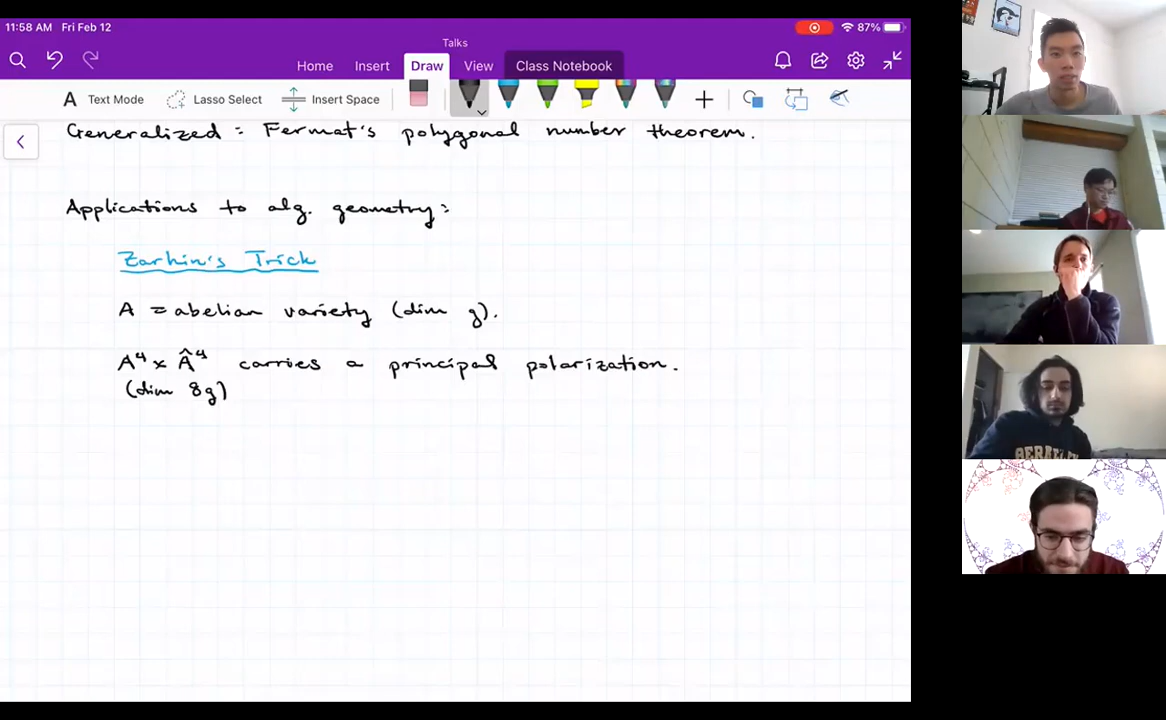 11:58 AM Fri Feb 12
87%
Talks
Home Insert Draw View Class Notebook
Text Mode Lasso Select Insert Space
Generalized : Fermat's polygonal number theorem.
Applications to alg. geometry:
Zarhin's Trick
A = abelian variety (dim g).
A⁴ × Â⁴ carries a principal polarization.
(dim 8g)
BERKELEY